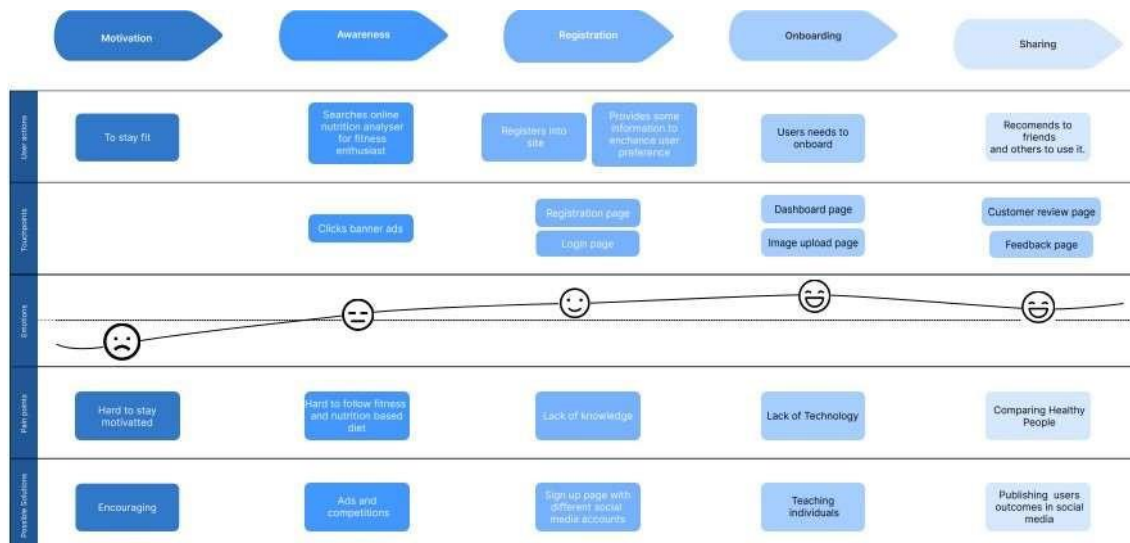 Motivation
Awareness
Registration
Onboarding
Sharing
User actions
To stay fit
Searches online
nutrition analyser
for fitness
enthusiast
Registers into
site
Provides some
information to
enchance user
preference
Users needs to
onboard
Recomends to
friends
and others to use it.
Touchpoints
Clicks banner ads
Registration page
Login page
Dashboard page
Image upload page
Customer review page
Feedback page
Emotions
Pain points
Hard to stay
motivatted
Hard to follow fitness
and nutrition based
diet
Lack of knowledge
Lack of Technology
Comparing Healthy
People
Possible Solutions
Encouraging
Ads and
competitions
Sign up page with
different social
media accounts
Teaching
individuals
Publishing users
outcomes in social
media